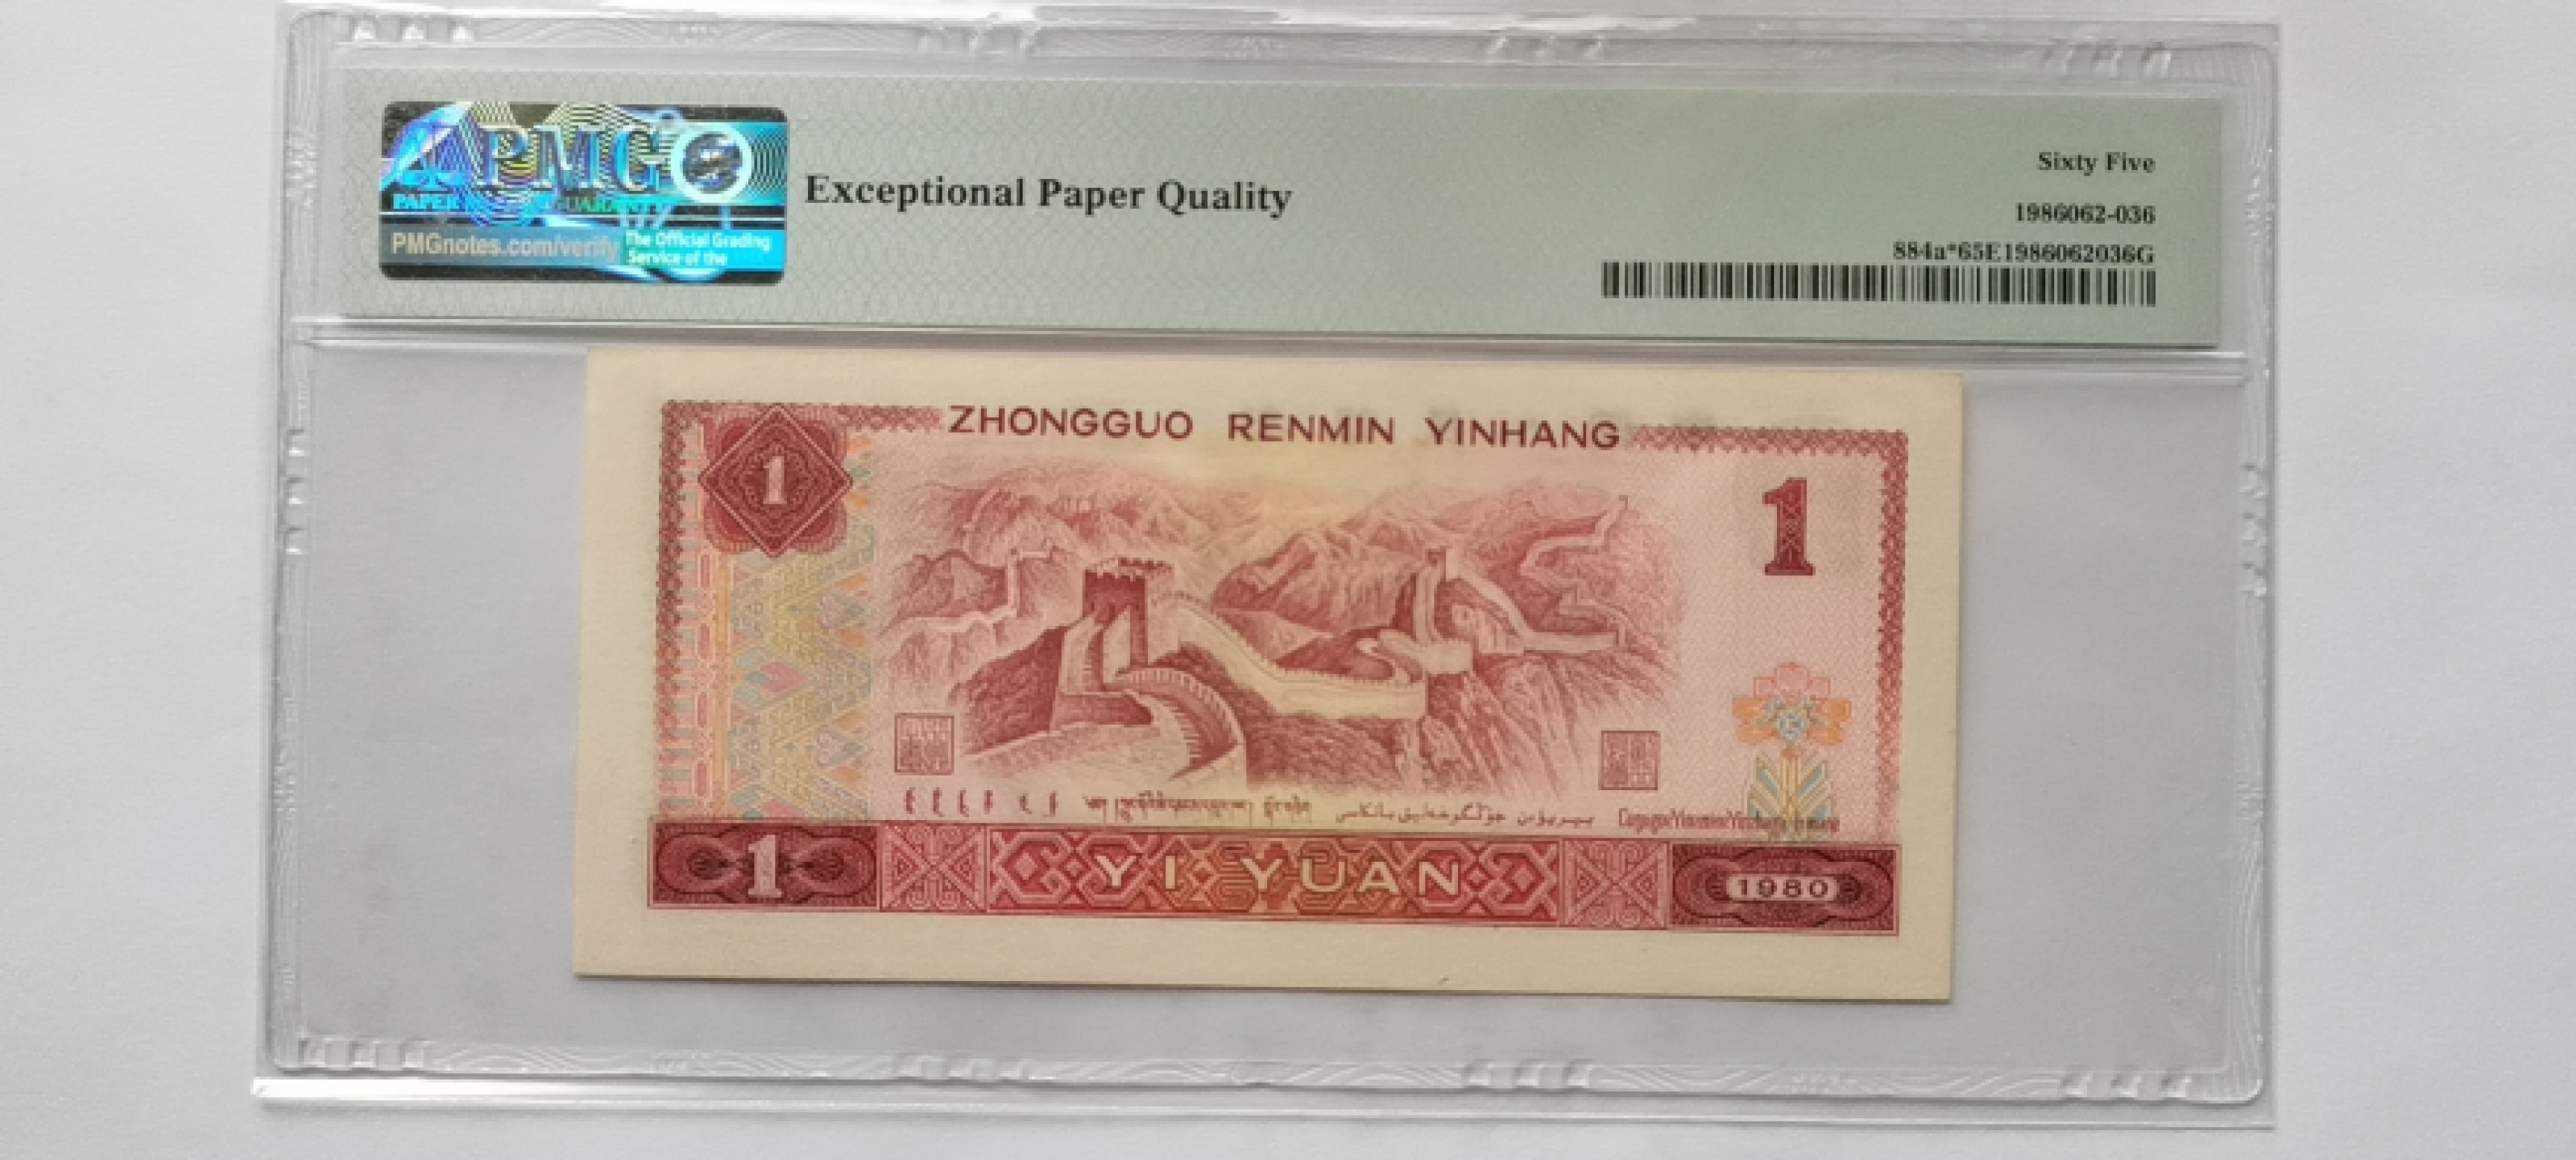 PMG
PAPER
PMGnotes.com/verify
The Official Grading
Service of the
Exceptional Paper Quality
Sixty Five
1986062-036
884a*65E1986062036G
ZHONGGUO RENMIN YINHANG
1
1
1
YI YUAN
1980